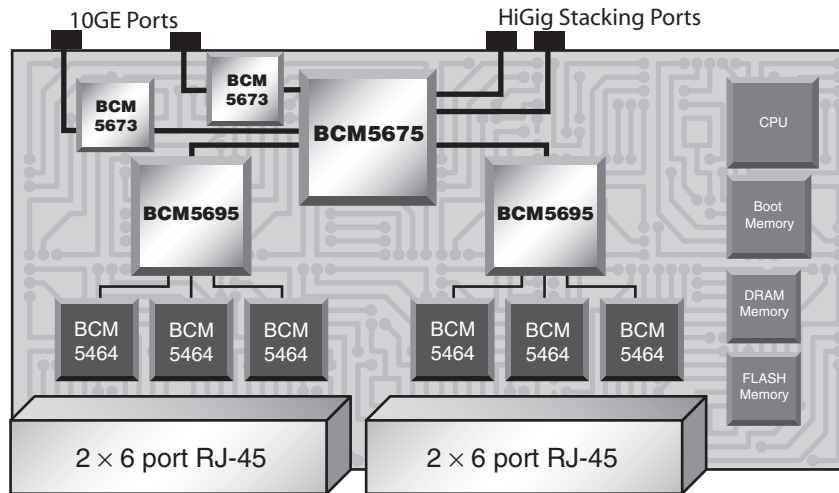 10GE Ports
HiGig Stacking Ports
BCM
5673
BCM
5673
BCM5675
CPU
BCM5695
BCM5695
Boot
Memory
BCM
5464
BCM
5464
BCM
5464
BCM
5464
BCM
5464
BCM
5464
DRAM
Memory
FLASH
Memory
2 × 6 port RJ-45
2 × 6 port RJ-45